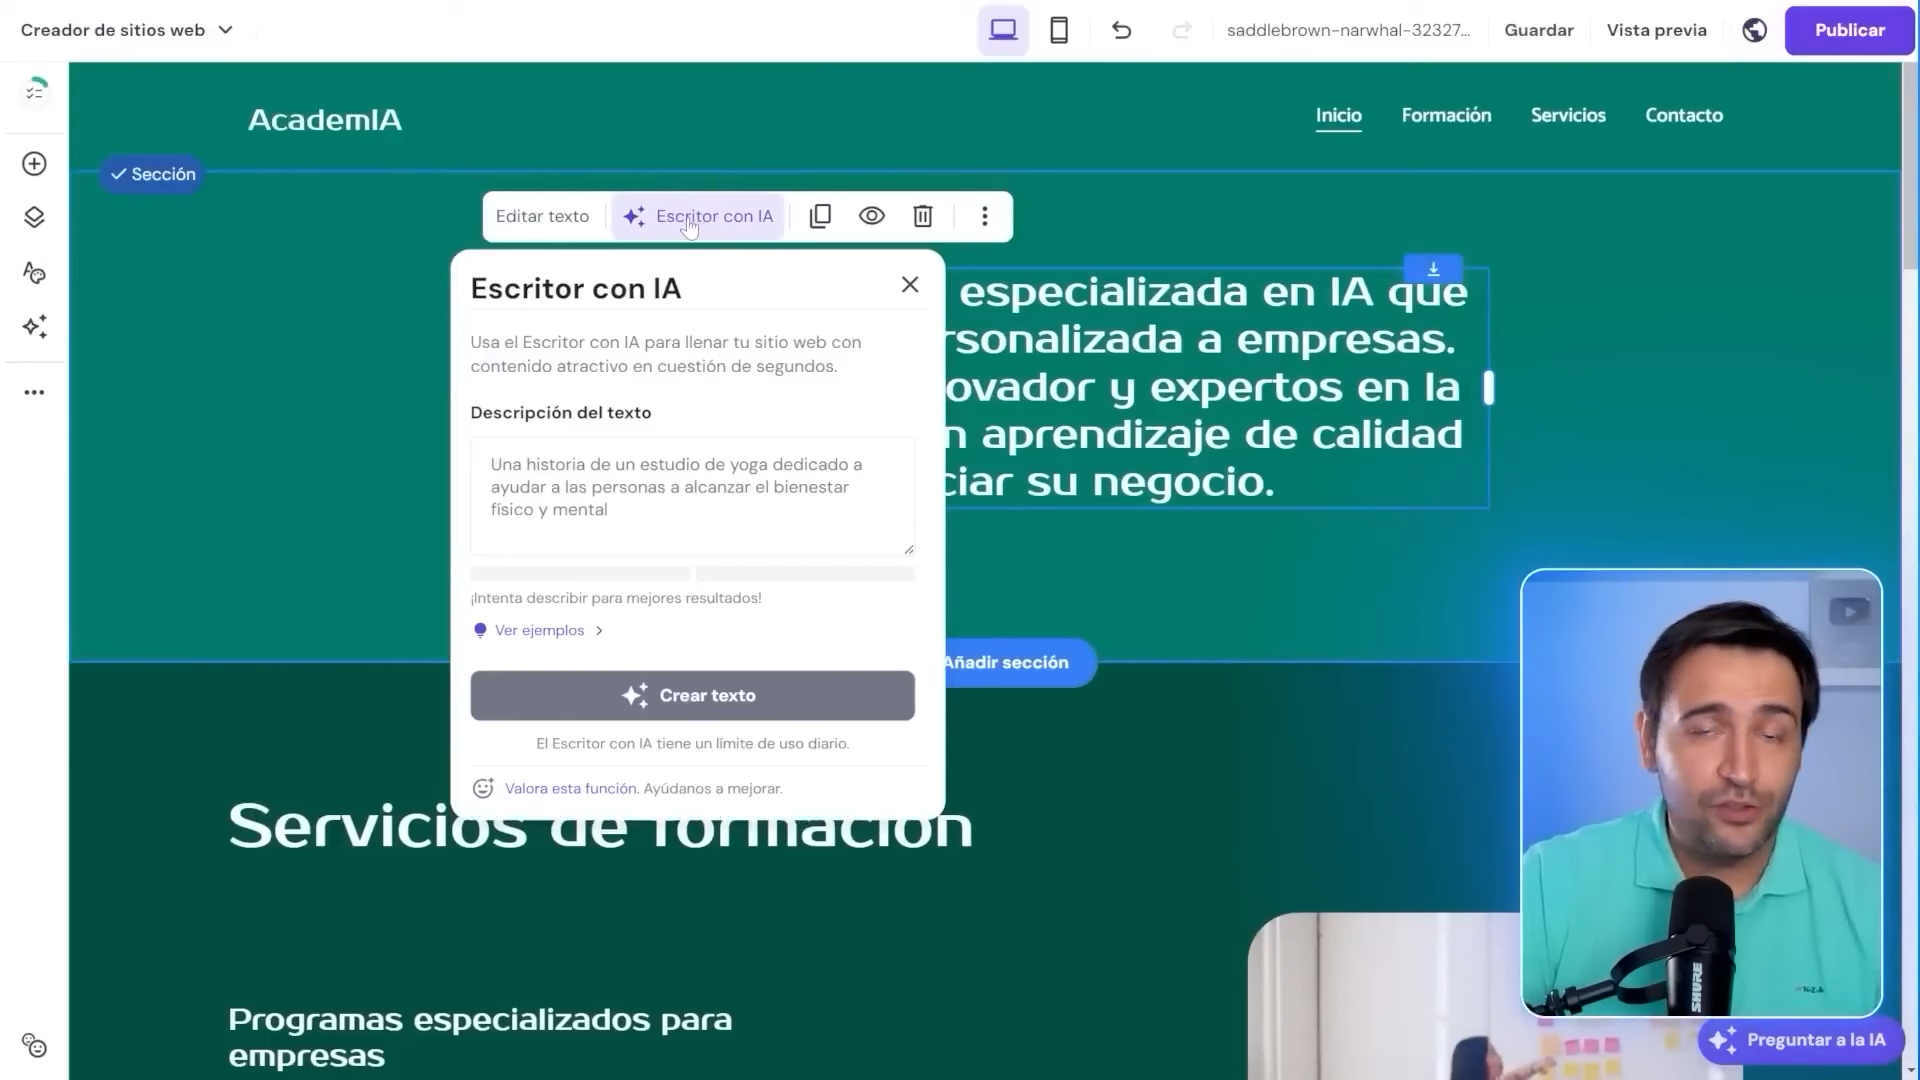 Creador de sitios web
saddlebrown-narwhal-32327...
Guardar
Vista previa
Publicar
AcademIA
Inicio
Formación
Servicios
Contacto
Sección
Editar texto
Escritor con IA
Escritor con IA
Usa el Escritor con IA para llenar tu sitio web con
contenido atractivo en cuestión de segundos.
Descripción del texto
Una historia de un estudio de yoga dedicado a
ayudar a las personas a alcanzar el bienestar
físico y mental
¡Intenta describir para mejores resultados!
Ver ejemplos
Crear texto
El Escritor con IA tiene un límite de uso diario.
Valora esta función. Ayúdanos a mejorar.
especializada en IA que
rsonalizada a empresas.
ovador y expertos en la
n aprendizaje de calidad
ciar su negocio.
Añadir sección
Servicios de formación
Programas especializados para
empresas
SHURE
Preguntar a la IA